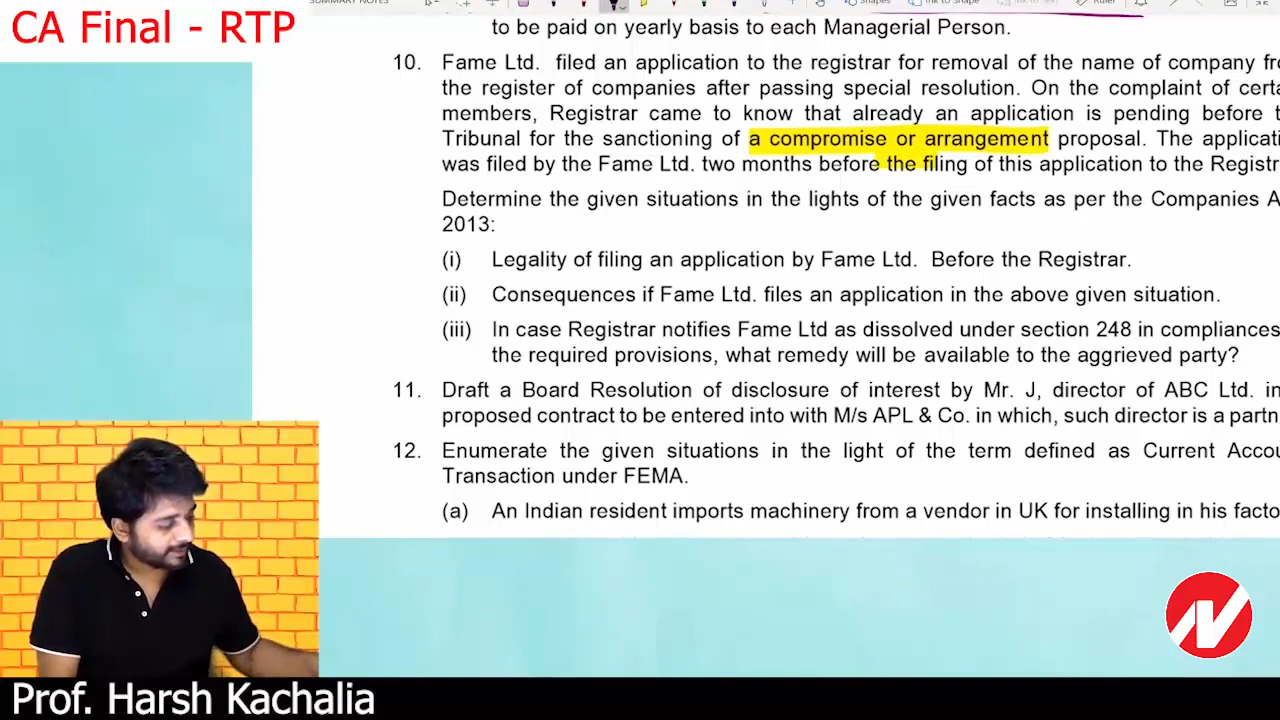 CA Final - RTP
to be paid on yearly basis to each Managerial Person.
10. Fame Ltd. filed an application to the registrar for removal of the name of company
the register of companies after passing special resolution. On the complaint of
members, Registrar came to know that already an application is pending before
Tribunal for the sanctioning of a compromise or arrangement proposal. The
was filed by the Fame Ltd. two months before the filing of this application to the
Determine the given situations in the lights of the given facts as per the Companies
2013:
(i) Legality of filing an application by Fame Ltd. Before the Registrar.
(ii) Consequences if Fame Ltd. files an application in the above given situation.
(iii) In case Registrar notifies Fame Ltd as dissolved under section 248 in compliances
the required provisions, what remedy will be available to the aggrieved party?
11. Draft a Board Resolution of disclosure of interest by Mr. J, director of ABC Ltd. in
proposed contract to be entered into with M/s APL & Co. in which, such director is a
12. Enumerate the given situations in the light of the term defined as Current
Transaction under FEMA.
(a) An Indian resident imports machinery from a vendor in UK for installing in his
Prof. Harsh Kachalia